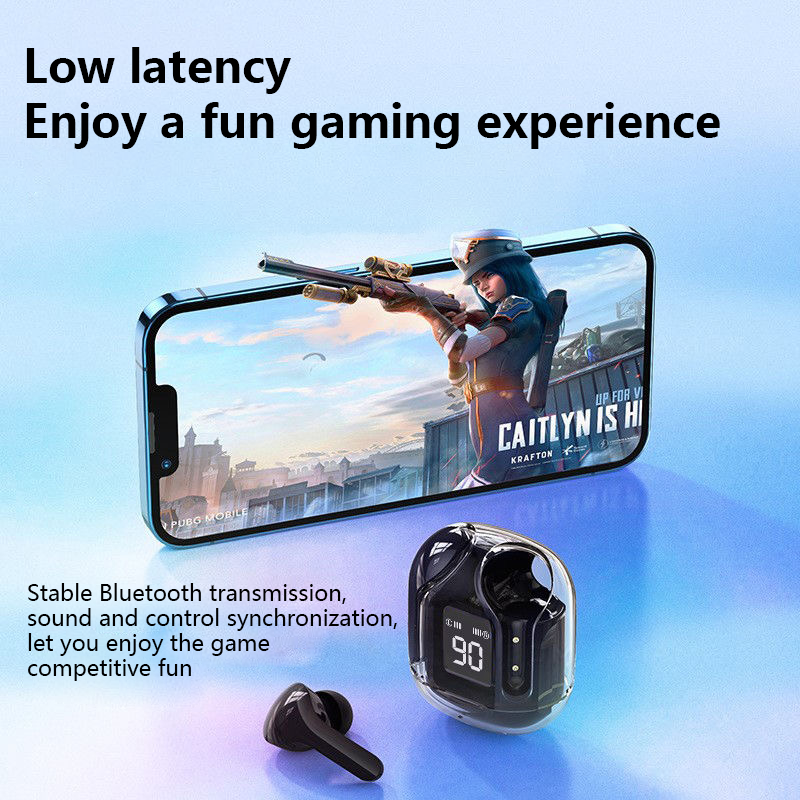 Low latency
Enjoy a fun gaming experience
UP FOR
CAITLYN IS
KRAFTON
PUBG MOBILE
Stable Bluetooth transmission,
sound and control synchronization,
let you enjoy the game
competitive fun
90